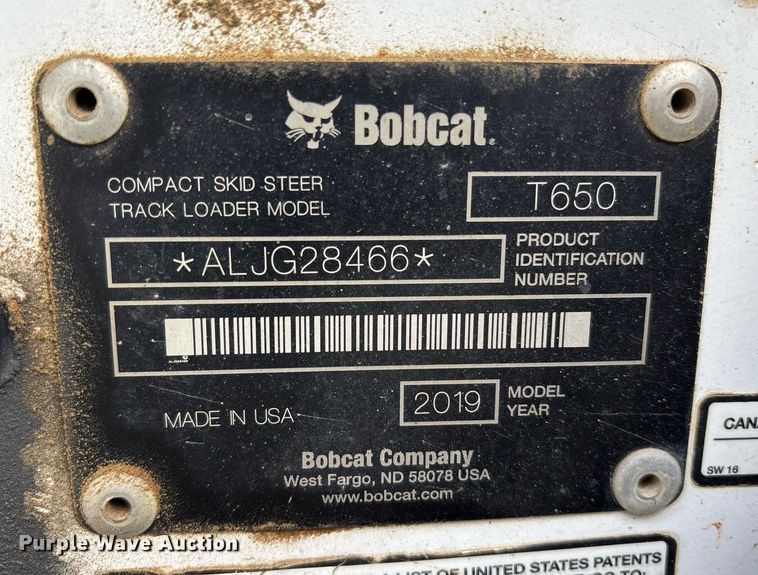 Bobcat®
COMPACT SKID STEER
TRACK LOADER MODEL
T650
*ALJG28466*
PRODUCT
IDENTIFICATION
NUMBER
MADE IN USA
2019
MODEL
YEAR
Bobcat Company
West Fargo, ND 58078 USA
www.bobcat.com
CAN
SW 16
Purple Wave Auction
LIST OF UNITED STATES PATENTS